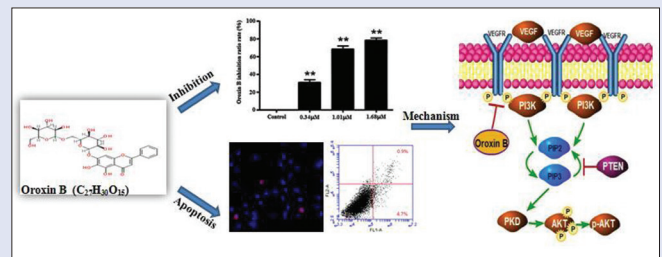 Oroxin B (C27H30O15)
Inhibition
Apoptosis
Oroxin B inhibition ratio rate (%)
100
80
60
40
20
0
**
**
**
Control
0.34μM
1.01μM
1.68μM
FL1-A
Mechanism
VEGFR
VEGF
VEGFR
VEGF
VEGFR
P P P P P P
PI3K
PI3K
Oroxin B
PIP2
PTEN
PIP3
PKD
AKT
P
P
P
p-AKT